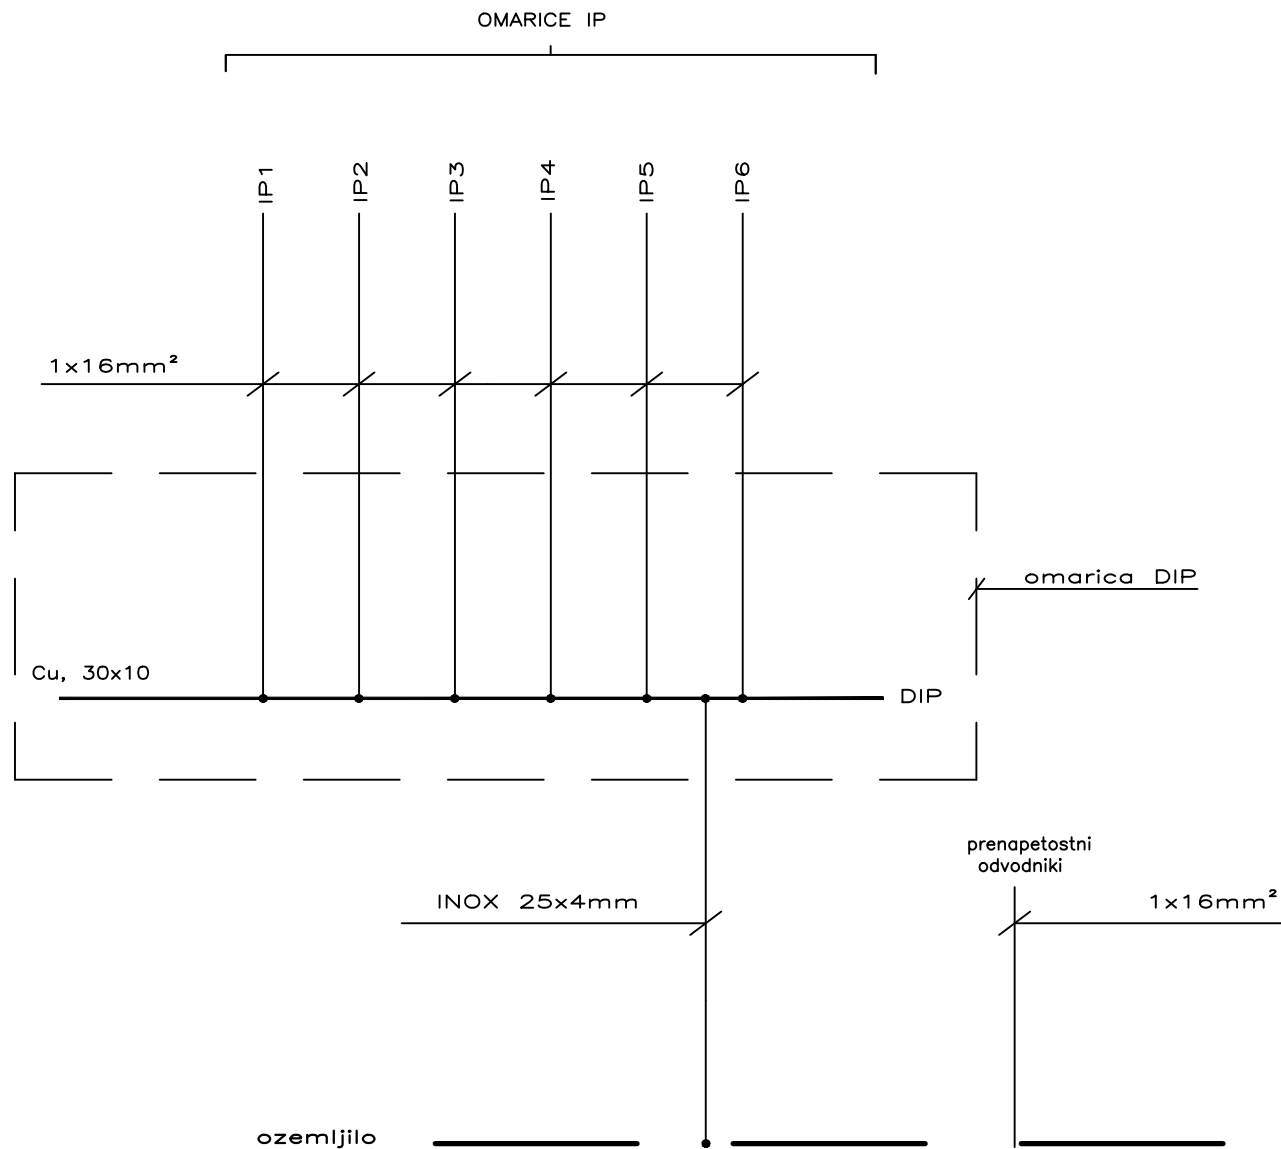 OMARICE IP
IP1
IP2
IP3
IP4
IP5
IP6
1x16mm²
omarica DIP
Cu, 30x10
DIP
prenapetostni
odvodniki
INOX 25x4mm
1x16mm²
ozemljilo